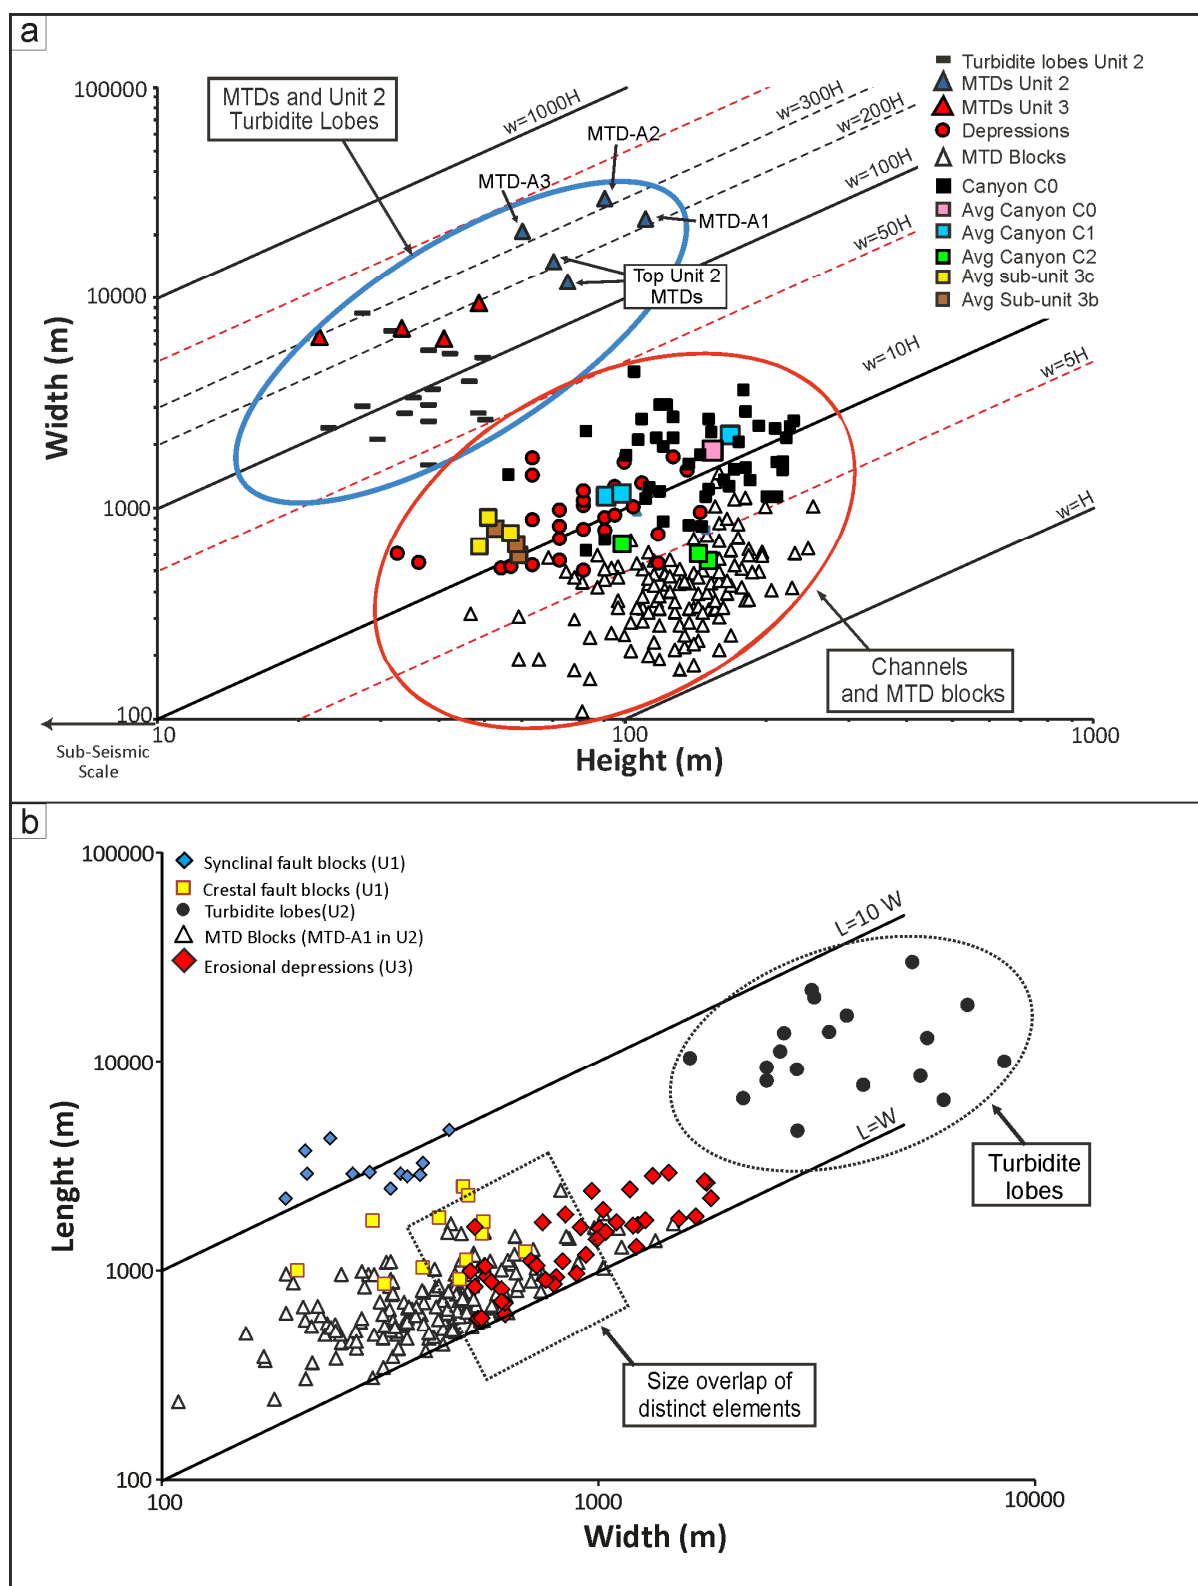 a
MTDs and Unit 2
Turbidite Lobes
Turbidite lobes Unit 2
MTDs Unit 2
MTDs Unit 3
Depressions
MTD Blocks
Canyon C0
Avg Canyon C0
Avg Canyon C1
Avg Canyon C2
Avg sub-unit 3c
Avg Sub-unit 3b
w=1000H
w=300H
w=200H
w=100H
w=50H
w=10H
w=5H
w=H
MTD-A2
MTD-A3
MTD-A1
Top Unit 2
MTDs
Channels
and MTD blocks
100000
10000
1000
100
Width (m)
10
100
1000
Height (m)
Sub-Seismic
Scale
b
Synclinal fault blocks (U1)
Crestal fault blocks (U1)
Turbidite lobes(U2)
MTD Blocks (MTD-A1 in U2)
Erosional depressions (U3)
L=10 W
L=W
Turbidite
lobes
Size overlap of
distinct elements
100000
10000
1000
100
Lenght (m)
100
1000
10000
Width (m)